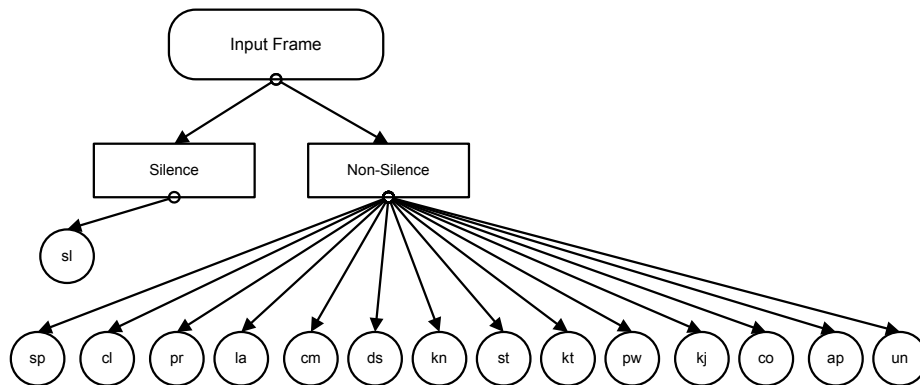 Input Frame
Silence
Non-Silence
sl
sp
cl
pr
la
cm
ds
kn
st
kt
pw
kj
co
ap
un